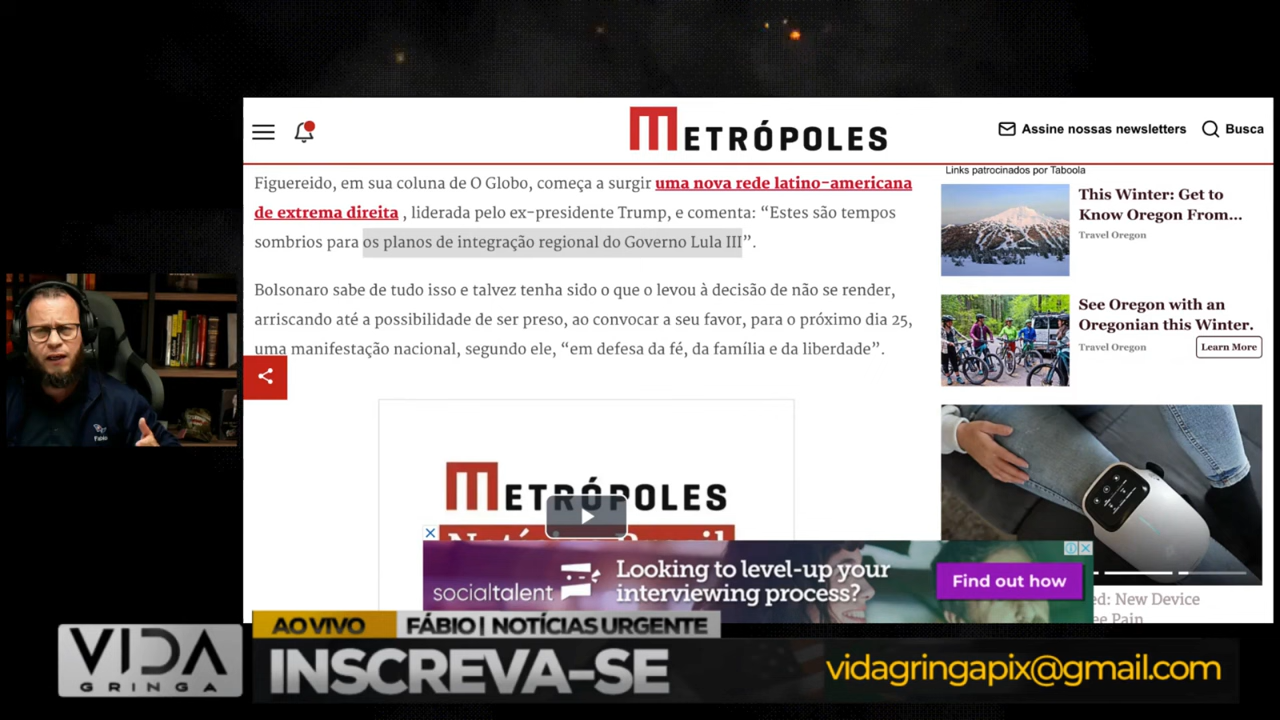 METRÓPOLES
Assine nossas newsletters
Busca
Figuereido, em sua coluna de O Globo, começa a surgir uma nova rede latino-americana
de extrema direita , liderada pelo ex-presidente Trump, e comenta: “Estes são tempos
sombrios para os planos de integração regional do Governo Lula III”.
Bolsonaro sabe de tudo isso e talvez tenha sido o que o levou à decisão de não se render,
arriscando até a possibilidade de ser preso, ao convocar a seu favor, para o próximo dia 25,
uma manifestação nacional, segundo ele, “em defesa da fé, da família e da liberdade”.
METRÓPOLES
Links patrocinados por Taboola
This Winter: Get to
Know Oregon From...
Travel Oregon
See Oregon with an
Oregonian this Winter.
Travel Oregon
Learn More
New Device
Pain
socialtalent
Looking to level-up your
interviewing process?
Find out how
Fábio
VIDA
GRINGA
AO VIVO
FÁBIO | NOTÍCIAS URGENTE
INSCREVA-SE
vidagringapix@gmail.com